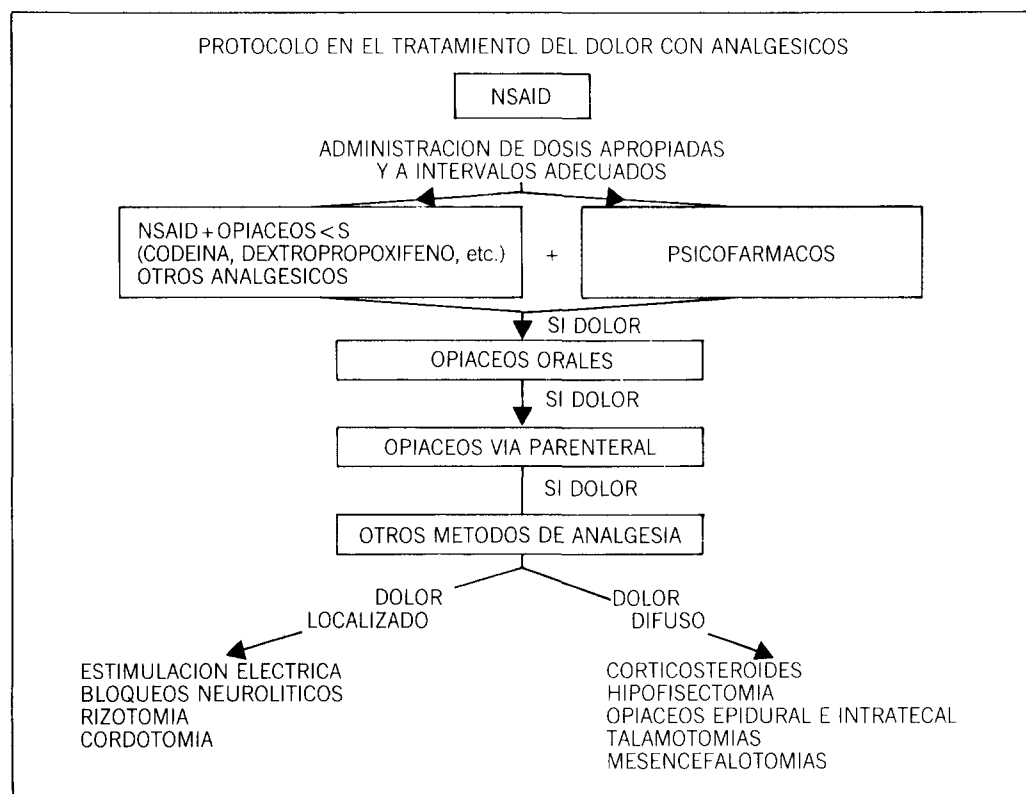 PROTOCOLO EN EL TRATAMIENTO DEL DOLOR CON ANALGESICOS
NSAID
ADMINISTRACION DE DOSIS APROPIADAS
Y A INTERVALOS ADECUADOS
NSAID + OPIACEOS < S
(CODEINA, DEXTROPROPOXIFENO, etc.)
OTROS ANALGESICOS
+
PSICOFARMACOS
SI DOLOR
OPIACEOS ORALES
SI DOLOR
OPIACEOS VIA PARENTERAL
SI DOLOR
OTROS METODOS DE ANALGESIA
DOLOR
LOCALIZADO
DOLOR
DIFUSO
ESTIMULACION ELECTRICA
BLOQUEOS NEUROLITICOS
RIZOTOMIA
CORDOTOMIA
CORTICOSTEROIDES
HIPOFISECTOMIA
OPIACEOS EPIDURAL E INTRATECAL
TALAMOTOMIAS
MESENCEFALOTOMIAS